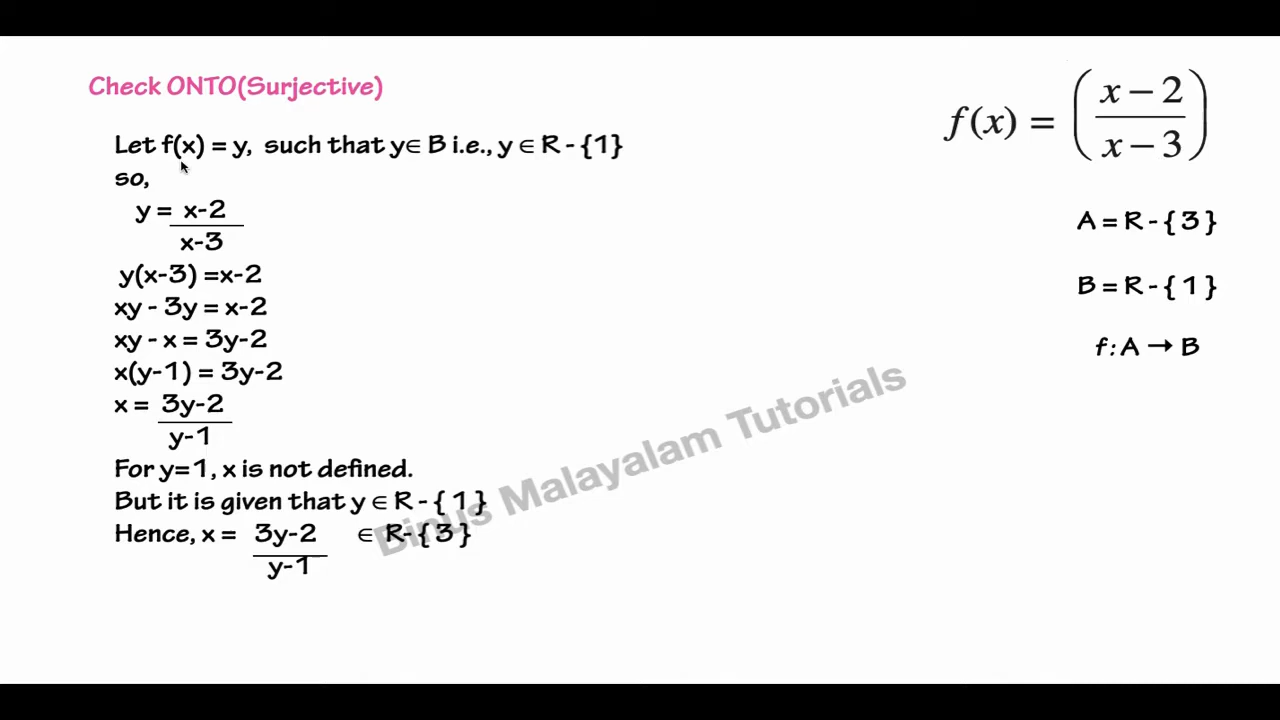 Check ONTO(Surjective)
Let f(x) = y, such that y∈ B i.e., y ∈ R - {1}
so,
y = x-2
x-3
y(x-3) =x-2
xy - 3y = x-2
xy - x = 3y-2
x(y-1) = 3y-2
x = 3y-2
y-1
For y=1, x is not defined.
But it is given that y ∈ R - { 1 }
Hence, x = 3y-2 ∈ R- { 3 }
y-1
f(x) = (x − 2 / x − 3)
A = R - { 3 }
B = R - { 1 }
f : A → B
Binus Malayalam Tutorials